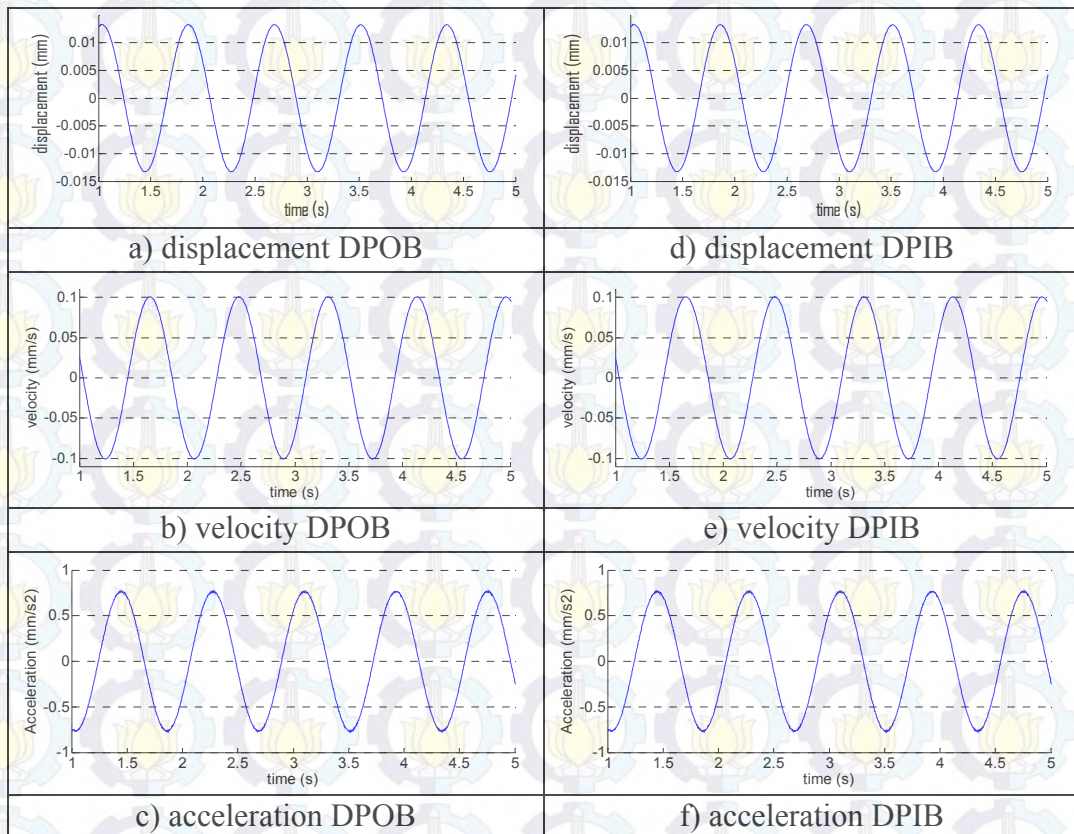 0.01
0.005
0
-0.005
-0.01
-0.015
displacement (mm)
1 1.5 2 2.5 3 3.5 4 4.5 5
time (s)
a) displacement DPOB
0.01
0.005
0
-0.005
-0.01
-0.015
displacement (mm)
1 1.5 2 2.5 3 3.5 4 4.5 5
time (s)
d) displacement DPIB
0.1
0.05
0
-0.05
-0.1
velocity (mm/s)
1 1.5 2 2.5 3 3.5 4 4.5 5
time (s)
b) velocity DPOB
0.1
0.05
0
-0.05
-0.1
velocity (mm/s)
1 1.5 2 2.5 3 3.5 4 4.5 5
time (s)
e) velocity DPIB
1
0.5
0
-0.5
-1
Acceleration (mm/s2)
1 1.5 2 2.5 3 3.5 4 4.5 5
time (s)
c) acceleration DPOB
1
0.5
0
-0.5
-1
Acceleration (mm/s2)
1 1.5 2 2.5 3 3.5 4 4.5 5
time (s)
f) acceleration DPIB